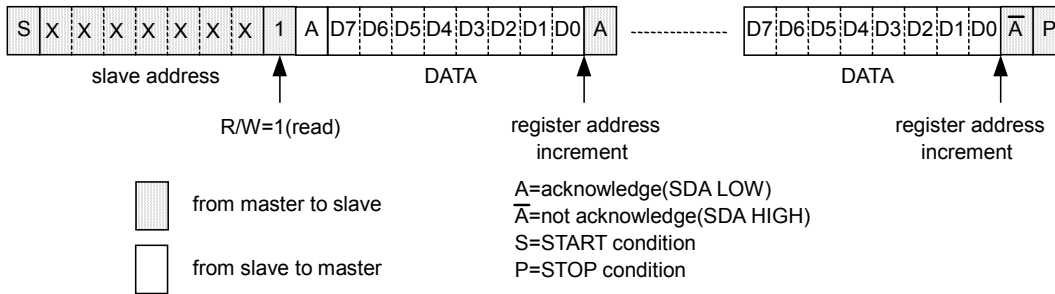 S X X X X X X X 1 A D7 D6 D5 D4 D3 D2 D1 D0 A D7 D6 D5 D4 D3 D2 D1 D0 A̅ P
slave address DATA DATA
R/W=1(read) register address register address
increment increment
A=acknowledge(SDA LOW)
from master to slave A̅=not acknowledge(SDA HIGH)
S=START condition
from slave to master P=STOP condition